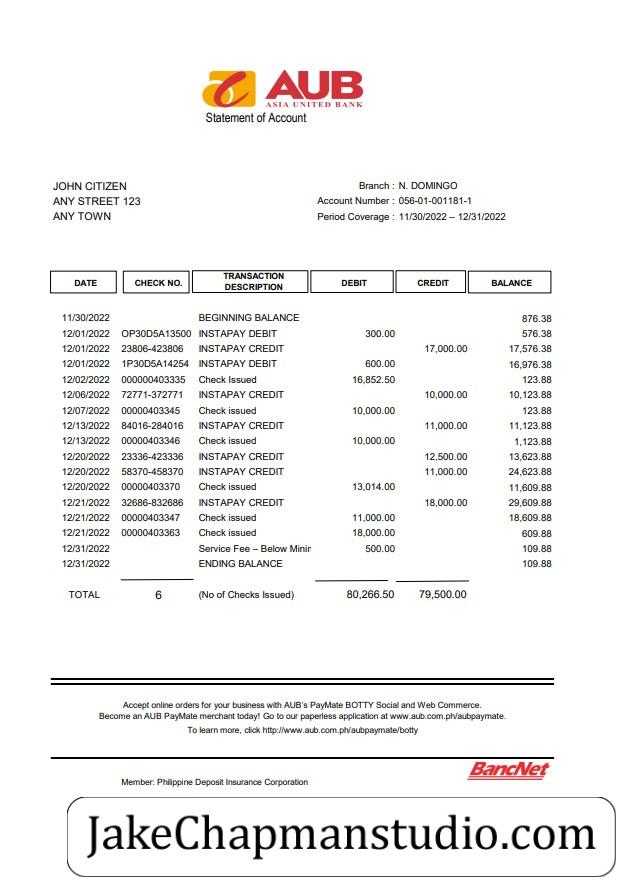 AUB
ASIA UNITED BANK
Statement of Account
JOHN CITIZEN Branch : N. DOMINGO
ANY STREET 123 Account Number : 056-01-001181-1
ANY TOWN Period Coverage : 11/30/2022 – 12/31/2022
DATE CHECK NO. TRANSACTION DESCRIPTION DEBIT CREDIT BALANCE
11/30/2022 BEGINNING BALANCE 876.38
12/01/2022 OP30D5A13500 INSTAPAY DEBIT 300.00 576.38
12/01/2022 23806-423806 INSTAPAY CREDIT 17,000.00 17,576.38
12/01/2022 1P30D5A14254 INSTAPAY DEBIT 600.00 16,976.38
12/02/2022 000000403335 Check Issued 16,852.50 123.88
12/06/2022 72771-372771 INSTAPAY CREDIT 10,000.00 10,123.88
12/07/2022 00000403345 Check issued 10,000.00 123.88
12/13/2022 84016-284016 INSTAPAY CREDIT 11,000.00 11,123.88
12/13/2022 00000403346 Check issued 10,000.00 1,123.88
12/20/2022 23336-423336 INSTAPAY CREDIT 12,500.00 13,623.88
12/20/2022 58370-458370 INSTAPAY CREDIT 11,000.00 24,623.88
12/20/2022 00000403370 Check issued 13,014.00 11,609.88
12/21/2022 32686-832686 INSTAPAY CREDIT 18,000.00 29,609.88
12/21/2022 00000403347 Check issued 11,000.00 18,609.88
12/21/2022 00000403363 Check issued 18,000.00 609.88
12/31/2022 Service Fee – Below Minir 500.00 109.88
12/31/2022 ENDING BALANCE 109.88
TOTAL 6 (No of Checks Issued) 80,266.50 79,500.00
Accept online orders for your business with AUB's PayMate BOTTY Social and Web Commerce.
Become an AUB PayMate merchant today! Go to our paperless application at www.aub.com.ph/aubpaymate.
To learn more, click http://www.aub.com.ph/aubpaymate/botty
BancNet
Member: Philippine Deposit Insurance Corporation
JakeChapmanstudio.com